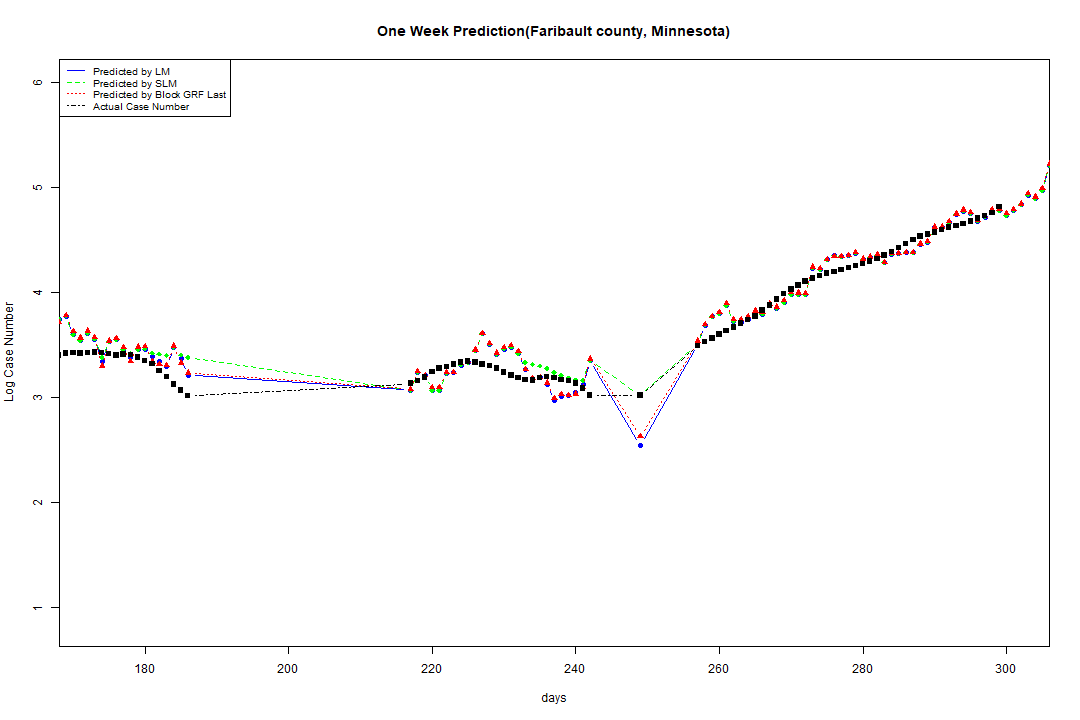 One Week Prediction(Faribault county, Minnesota)
Predicted by LM
Predicted by SLM
Predicted by Block GRF Last
Actual Case Number
Log Case Number
6
5
4
3
2
1
180 200 220 240 260 280 300
days